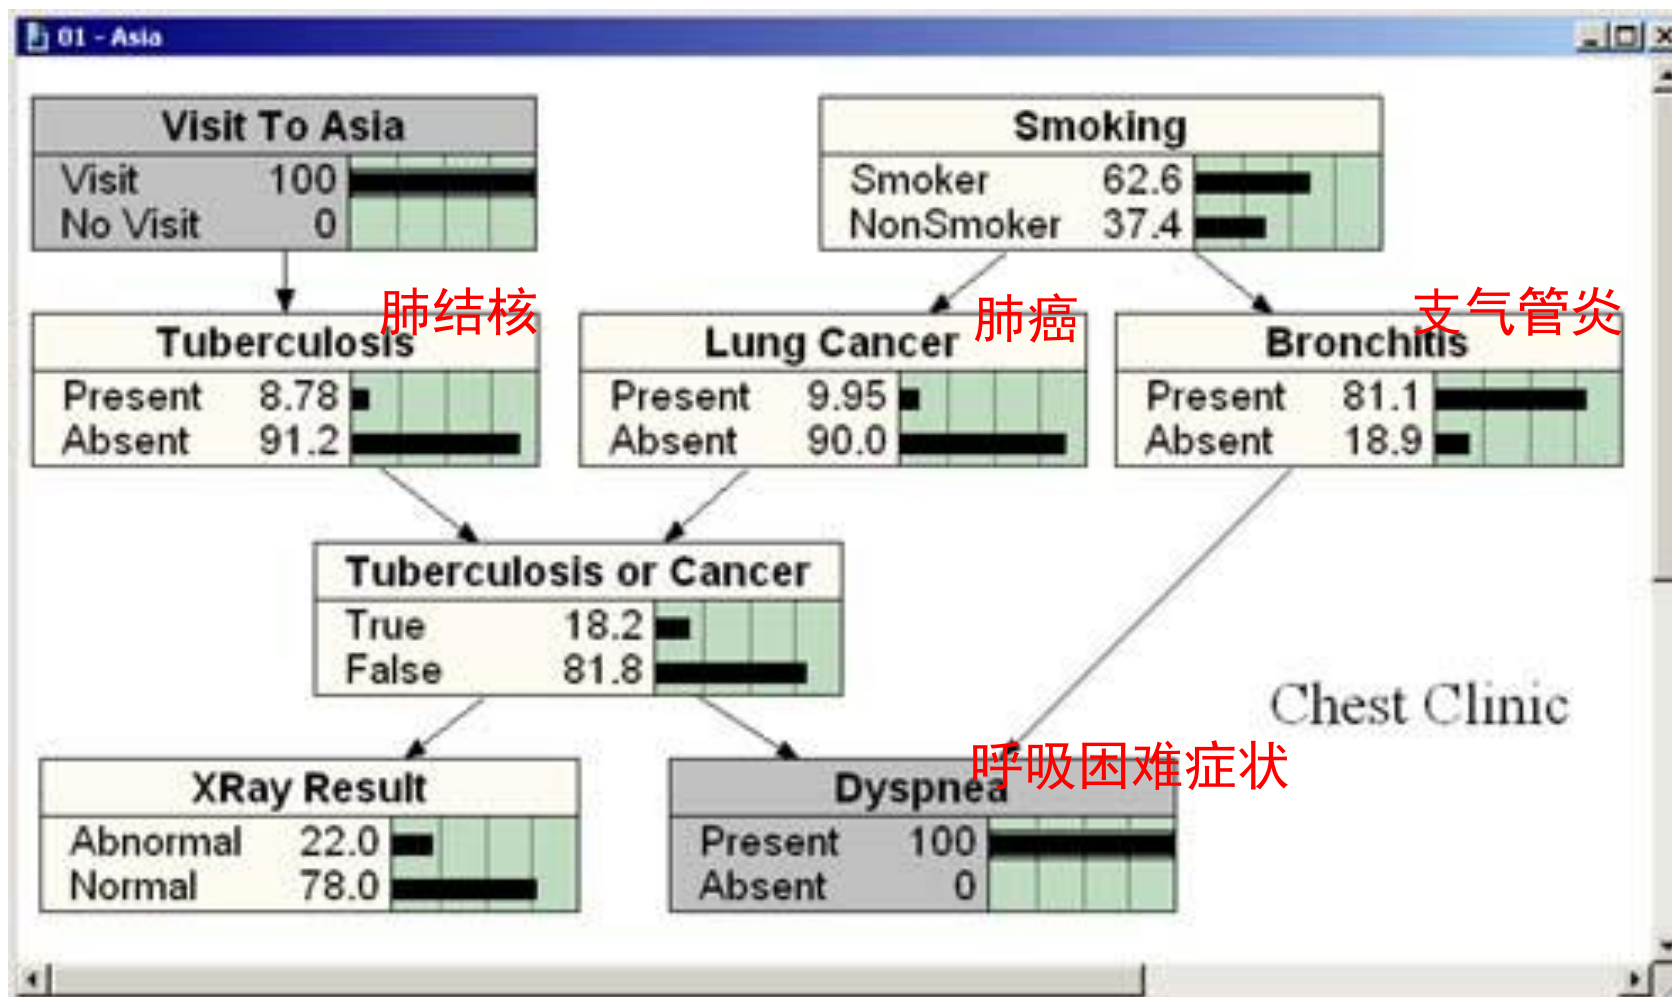 01 - Asia
Visit To Asia
Visit 100
No Visit 0
Smoking
Smoker 62.6
NonSmoker 37.4
肺结核
Tuberculosis
Present 8.78
Absent 91.2
肺癌
Lung Cancer
Present 9.95
Absent 90.0
支气管炎
Bronchitis
Present 81.1
Absent 18.9
Tuberculosis or Cancer
True 18.2
False 81.8
Chest Clinic
XRay Result
Abnormal 22.0
Normal 78.0
呼吸困难症状
Dyspnea
Present 100
Absent 0